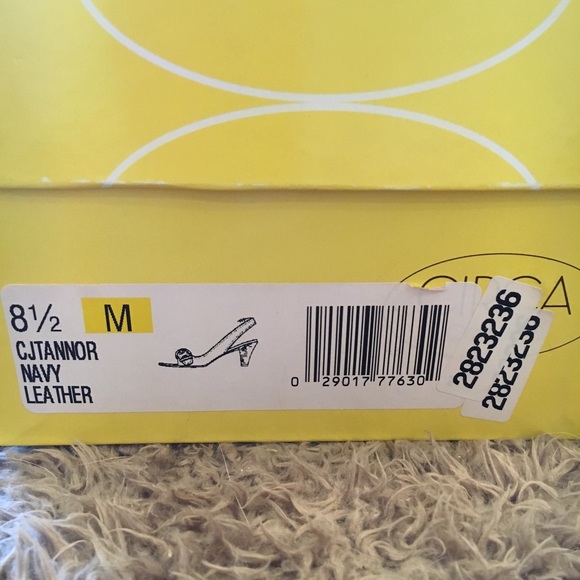 8½ M
CJTANNOR
NAVY
LEATHER
0 29017 77630
2823236
2823236